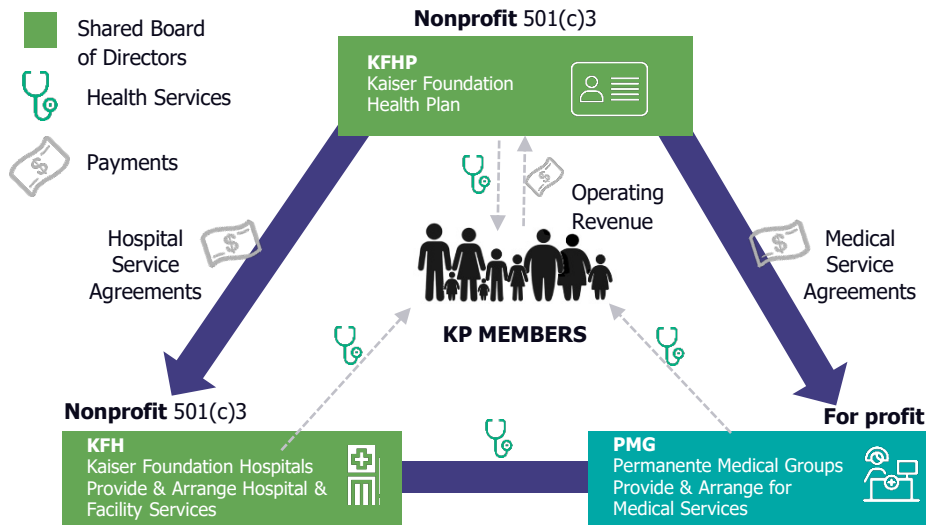 Nonprofit 501(c)3
Shared Board
of Directors
KFHP
Kaiser Foundation
Health Plan
Health Services
Payments
$
Operating
Revenue
$
Hospital
Service
Agreements
$
Medical
Service
Agreements
$
KP MEMBERS
Nonprofit 501(c)3
For profit
KFH
Kaiser Foundation Hospitals
Provide & Arrange Hospital &
Facility Services
PMG
Permanente Medical Groups
Provide & Arrange for
Medical Services